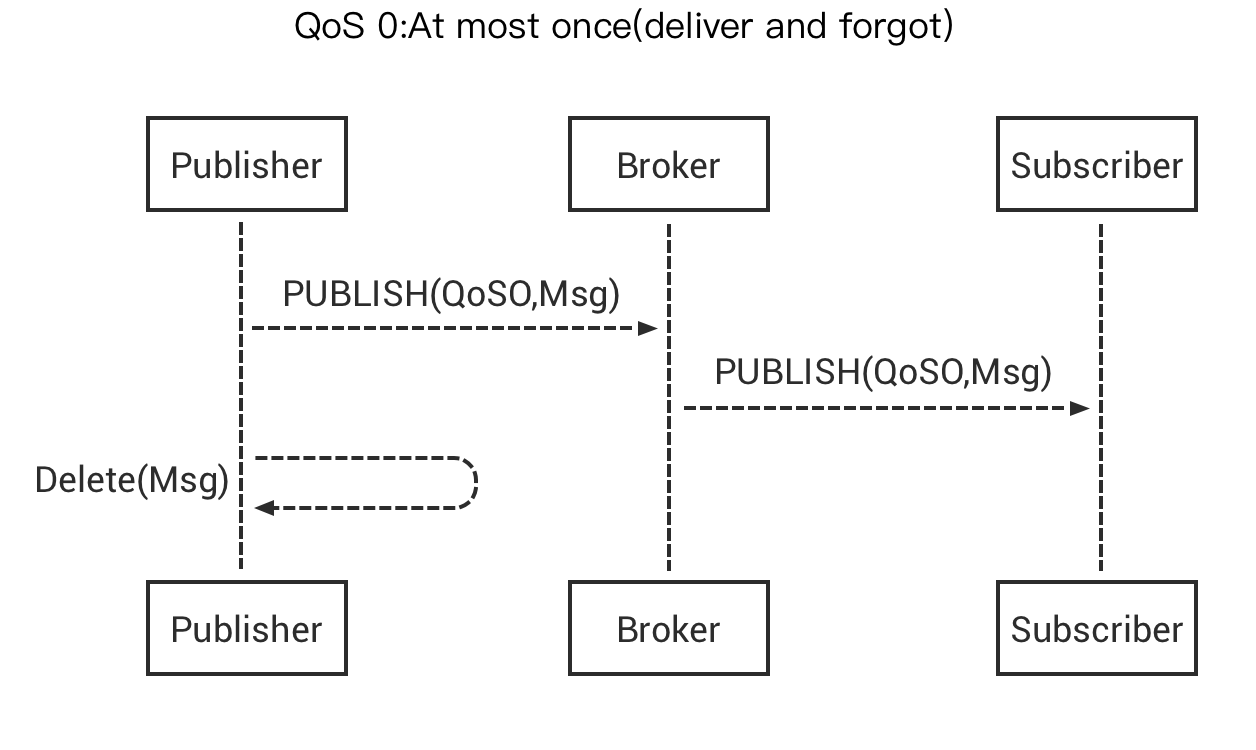 QoS 0:At most once(deliver and forgot)
Publisher
Broker
Subscriber
PUBLISH(QoSO,Msg)
PUBLISH(QoSO,Msg)
Delete(Msg)
Publisher
Broker
Subscriber